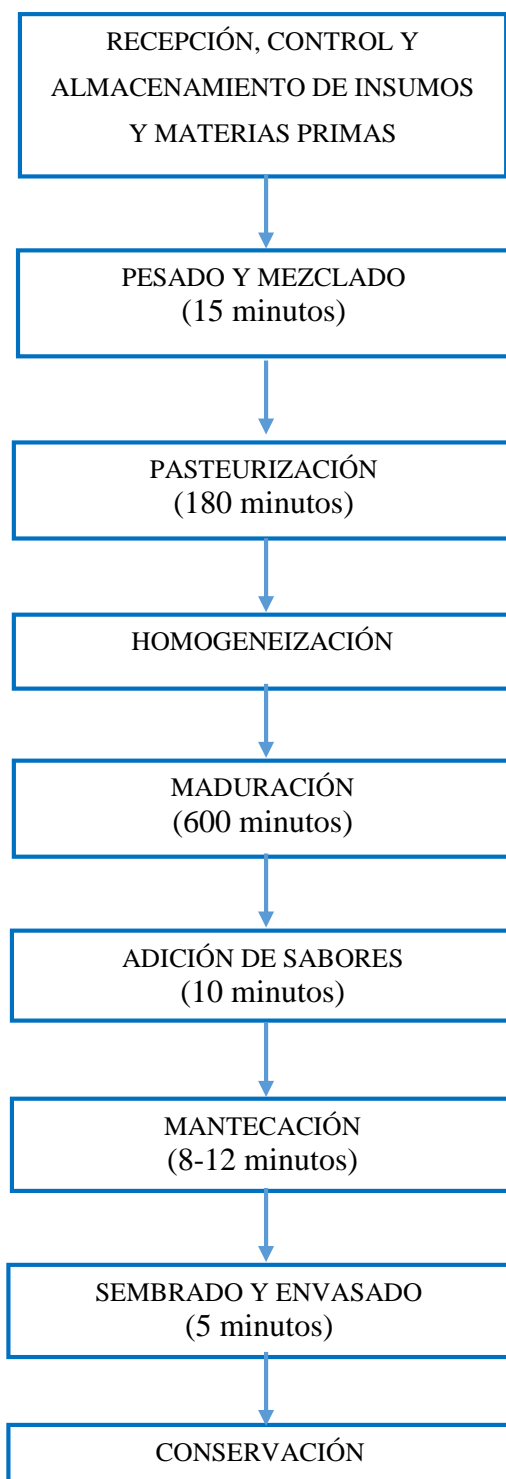 RECEPCIÓN, CONTROL Y
ALMACENAMIENTO DE INSUMOS
Y MATERIAS PRIMAS
PESADO Y MEZCLADO
(15 minutos)
PASTEURIZACIÓN
(180 minutos)
HOMOGENEIZACIÓN
MADURACIÓN
(600 minutos)
ADICIÓN DE SABORES
(10 minutos)
MANTECACIÓN
(8-12 minutos)
SEMBRADO Y ENVASADO
(5 minutos)
CONSERVACIÓN